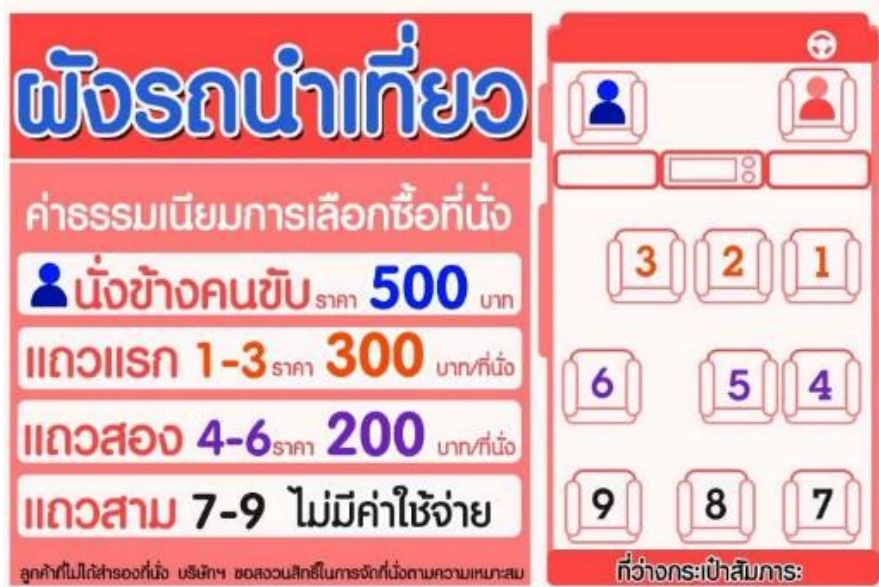 ผังรถนำเที่ยว
ค่าธรรมเนียมการเลือกซื้อที่นั่ง
นั่งข้างคนขับ ราคา 500 บาท
แถวแรก 1-3 ราคา 300 บาท/ที่นั่ง
แถวสอง 4-6 ราคา 200 บาท/ที่นั่ง
แถวสาม 7-9 ไม่มีค่าใช้จ่าย
ลูกค้าที่ไม่ได้สำรองที่นั่ง บริษัทฯ ขอสงวนสิทธิ์ในการจัดที่นั่งตามความเหมาะสม
3 2 1
6 5 4
9 8 7
ที่ว่างกระเป๋าสัมภาระ